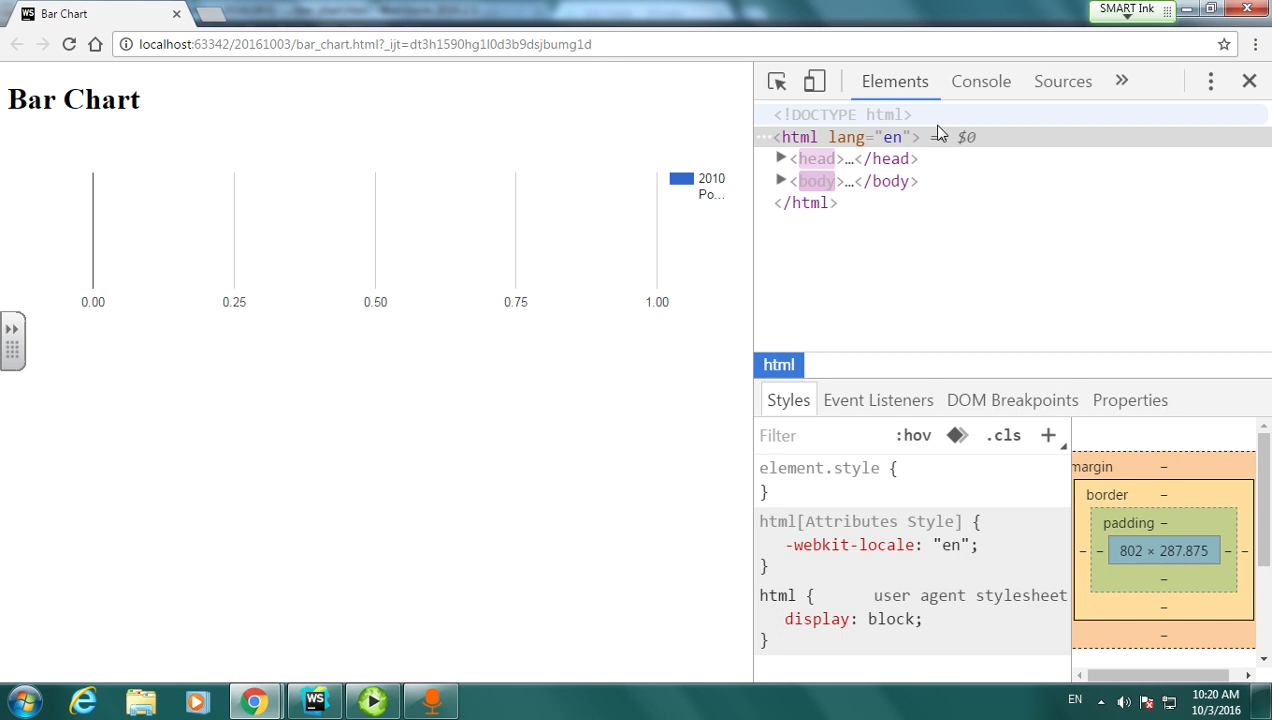 Bar Chart
SMART Ink
localhost:63342/20161003/bar_chart.html?_ijt=dt3h1590hg1l0d3b9dsjbumg1d
Bar Chart
2010
Po...
0.00 0.25 0.50 0.75 1.00
Elements Console Sources
<!DOCTYPE html>
…<html lang="en"> == $0
<head>…</head>
<body>…</body>
</html>
html
Styles Event Listeners DOM Breakpoints Properties
Filter :hov .cls +
element.style {
}
html[Attributes Style] {
-webkit-locale: "en";
}
html { user agent stylesheet
display: block;
}
margin –
border –
padding –
– – 802 × 287.875 – –
–
–
–
WS
EN
10:20 AM
10/3/2016